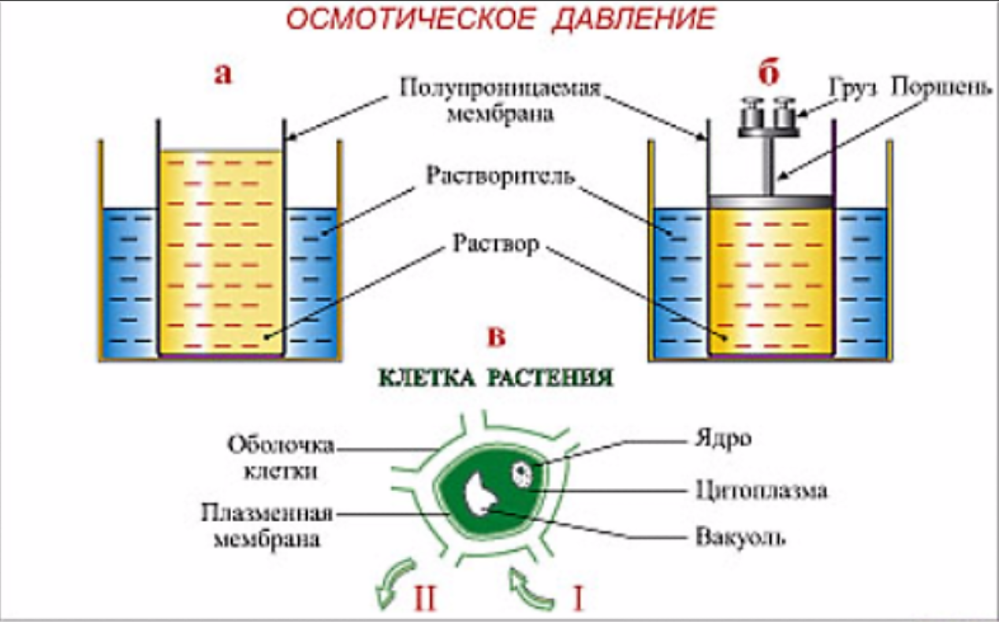 ОСМОТИЧЕСКОЕ ДАВЛЕНИЕ
а
б
Полупроницаемая
мембрана
Груз Поршень
Растворитель
Раствор
в
КЛЕТКА РАСТЕНИЯ
Оболочка
клетки
Ядро
Цитоплазма
Плазменная
мембрана
Вакуоль
II
I